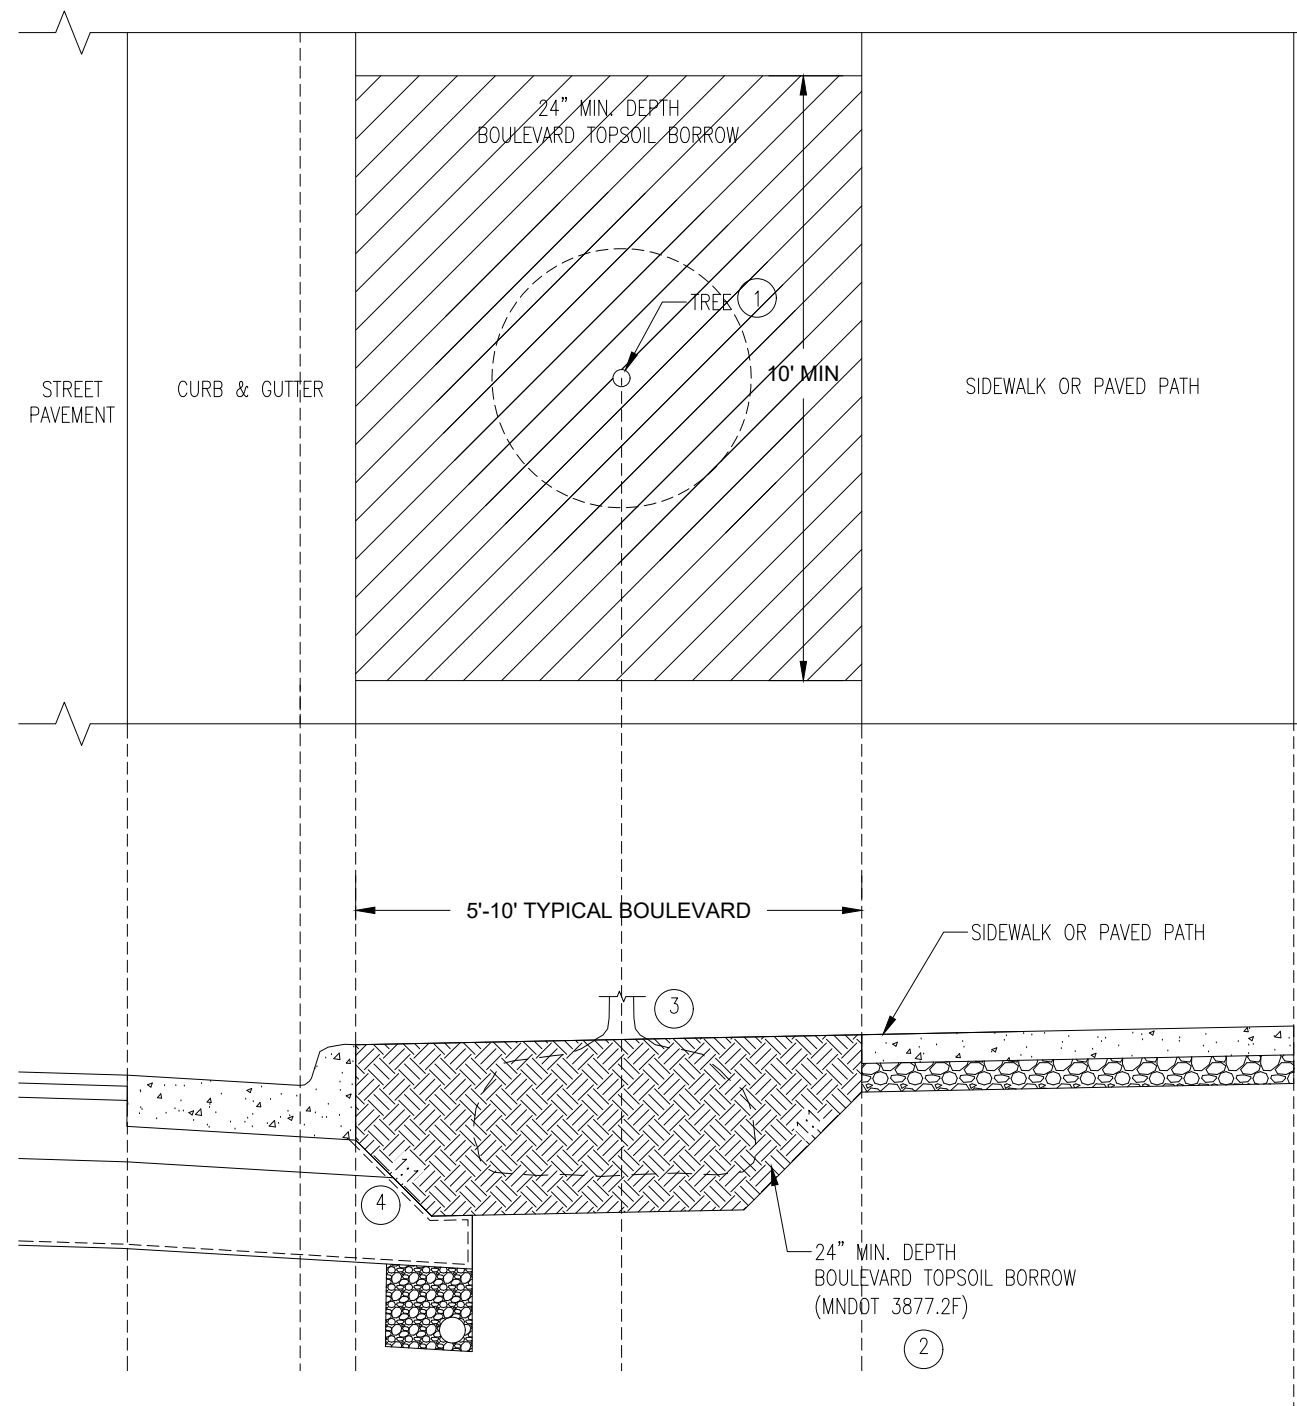 24” MIN. DEPTH
BOULEVARD TOPSOIL BORROW
TREE 1
10' MIN
STREET
PAVEMENT
CURB & GUTTER
SIDEWALK OR PAVED PATH
5'-10' TYPICAL BOULEVARD
SIDEWALK OR PAVED PATH
3
1:1
1:1
4
24” MIN. DEPTH
BOULEVARD TOPSOIL BORROW
(MNDOT 3877.2F)
2